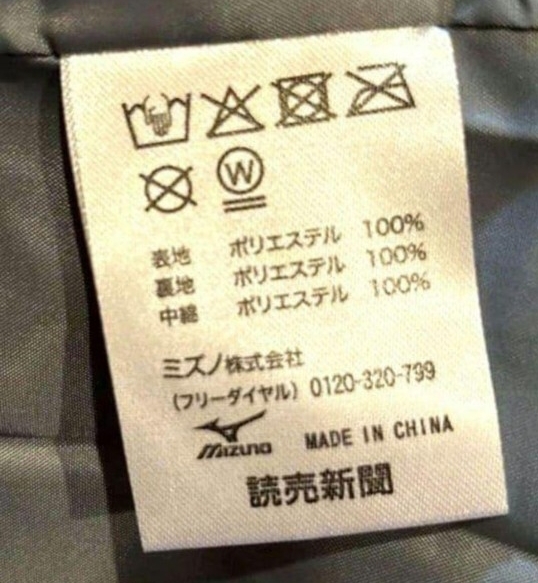 W
表地 ポリエステル 100%
裏地 ポリエステル 100%
中綿 ポリエステル 100%
ミズノ株式会社
(フリーダイヤル) 0120-320-799
Mizuno MADE IN CHINA
読売新聞